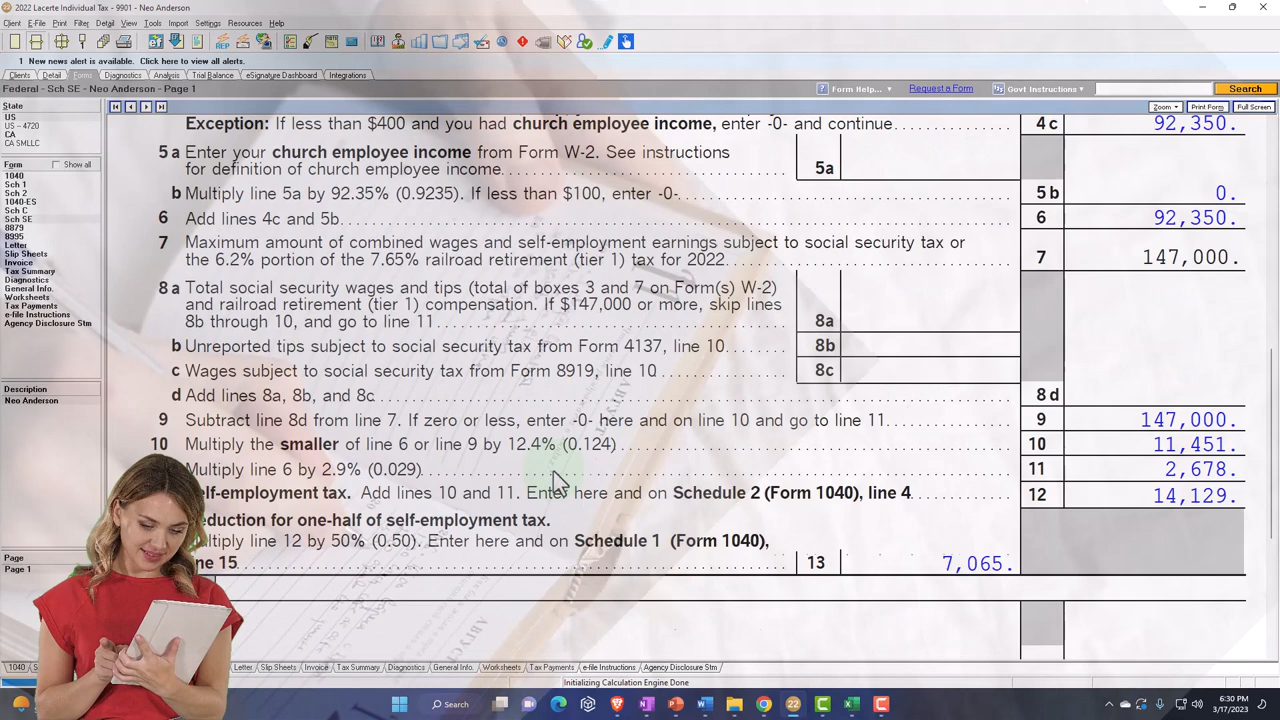 2022 Lacerte Individual Tax - 9901 - Neo Anderson
Client E-File Print Filter Detail View Tools Import Settings Resources Help
1 New news alert is available. Click here to view all alerts.
Clients Detail Forms Diagnostics Analysis Trial Balance eSignature Dashboard Integrations
Federal - Sch SE - Neo Anderson - Page 1 Form Help... Request a Form Govt Instructions Search
State
US
US – 4720
CA SMLLC
Form Show all
1040
Sch 1
Sch 2
1040-ES
Sch C
Sch SE
8879
8995
Letter
Slip Sheets
Invoice
Tax Summary
Diagnostics
General Info.
Worksheets
Tax Payments
e-file Instructions
Agency Disclosure Stm
Description
Neo Anderson
Page
Page 1
Zoom Print Form Full Screen
Exception: If less than $400 and you had church employee income, enter -0- and continue 4c 92,350.
5a Enter your church employee income from Form W-2. See instructions
for definition of church employee income 5a
b Multiply line 5a by 92.35% (0.9235). If less than $100, enter -0- 5b 0.
6 Add lines 4c and 5b 6 92,350.
7 Maximum amount of combined wages and self-employment earnings subject to social security tax or
the 6.2% portion of the 7.65% railroad retirement (tier 1) tax for 2022 7 147,000.
8a Total social security wages and tips (total of boxes 3 and 7 on Form(s) W-2)
and railroad retirement (tier 1) compensation. If $147,000 or more, skip lines
8b through 10, and go to line 11 8a
b Unreported tips subject to social security tax from Form 4137, line 10 8b
c Wages subject to social security tax from Form 8919, line 10 8c
d Add lines 8a, 8b, and 8c 8d
9 Subtract line 8d from line 7. If zero or less, enter -0- here and on line 10 and go to line 11 9 147,000.
10 Multiply the smaller of line 6 or line 9 by 12.4% (0.124) 10 11,451.
Multiply line 6 by 2.9% (0.029) 11 2,678.
elf-employment tax. Add lines 10 and 11. Enter here and on Schedule 2 (Form 1040), line 4 12 14,129.
eduction for one-half of self-employment tax.
ultiply line 12 by 50% (0.50). Enter here and on Schedule 1 (Form 1040),
ne 15 13 7,065.
1040 S Letter Slip Sheets Invoice Tax Summary Diagnostics General Info. Worksheets Tax Payments e-file Instructions Agency Disclosure Stm
Initializing Calculation Engine Done
Search
22
6:30 PM
3/17/2023